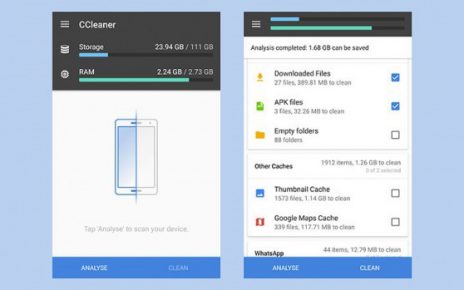 CCleaner
Storage
23.94 GB / 111 GB
RAM
2.24 GB / 2.73 GB
Tap 'Analyse' to scan your device.
ANALYSE
CLEAN
Analysis completed: 1.68 GB can be saved
Downloaded Files
27 files, 389.81 MB to clean
APK files
3 files, 32.26 MB to clean
Empty folders
88 folders
Other Caches
1912 items, 1.26 GB to clean
0 of 2 selected
Thumbnail Cache
1573 files, 1.14 GB to clean
Google Maps Cache
339 files, 117.71 MB to clean
WhatsApp
44 items, 12.79 MB to clean
ANALYSE
CLEAN